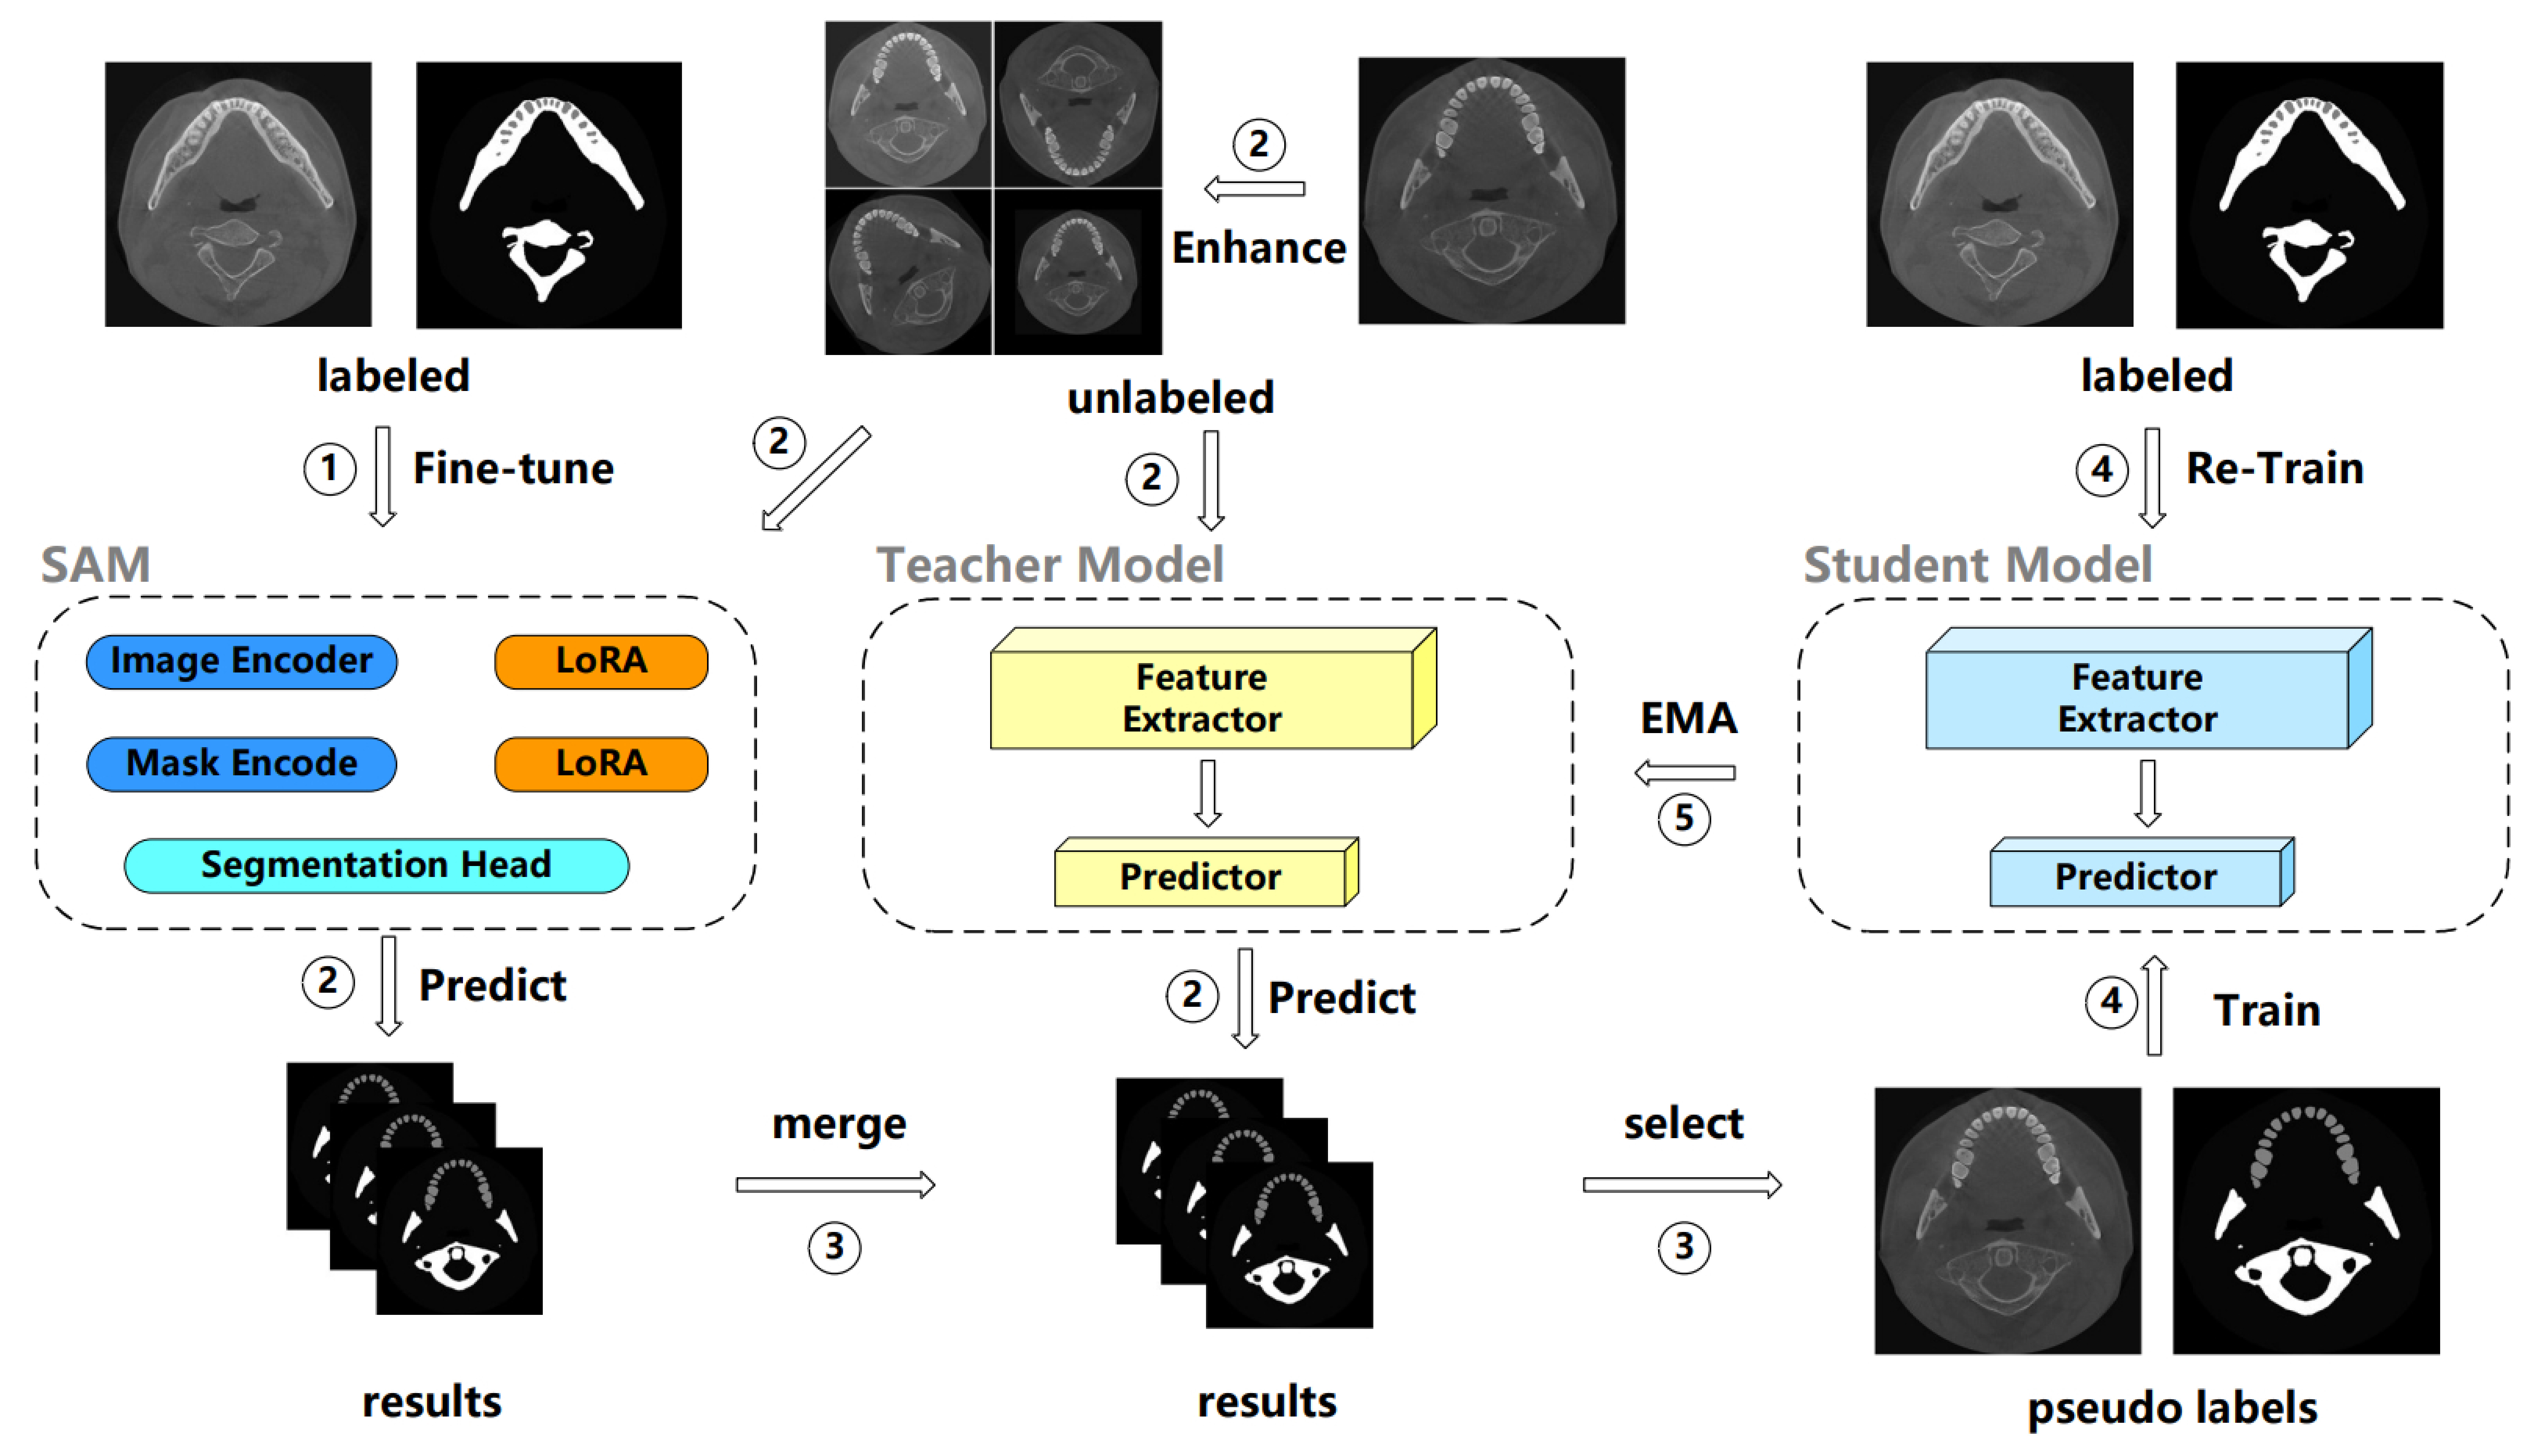 2
Enhance
labeled
unlabeled
labeled
1
Fine-tune
2
2
4
Re-Train
SAM
Teacher Model
Student Model
Image Encoder
LoRA
Mask Encode
LoRA
Segmentation Head
Feature
Extractor
Predictor
EMA
5
Feature
Extractor
Predictor
2
Predict
2
Predict
4
Train
merge
3
select
3
results
results
pseudo labels